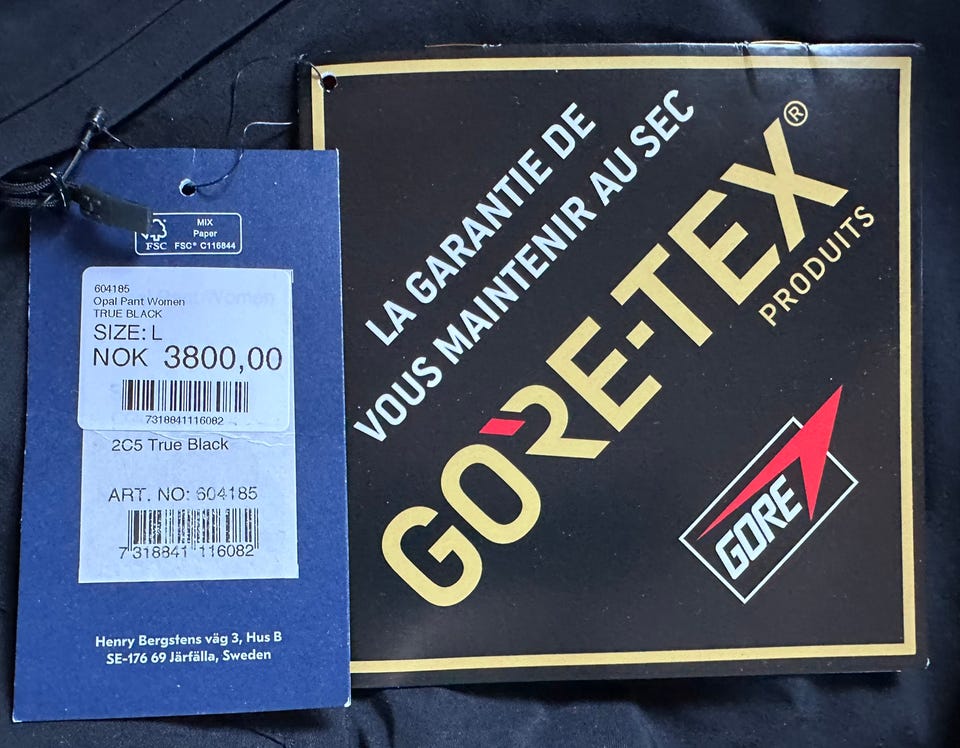 MIX
Paper
FSC
FSC® C116844
604185
Opal Pant Women
TRUE BLACK
SIZE: L
NOK 3800,00
7318841116082
2C5 True Black
ART. NO: 604185
7 318841 116082
Henry Bergstens väg 3, Hus B
SE-176 69 Järfälla, Sweden
LA GARANTIE DE
VOUS MAINTENIR AU SEC
GORE-TEX®
PRODUITS
GORE